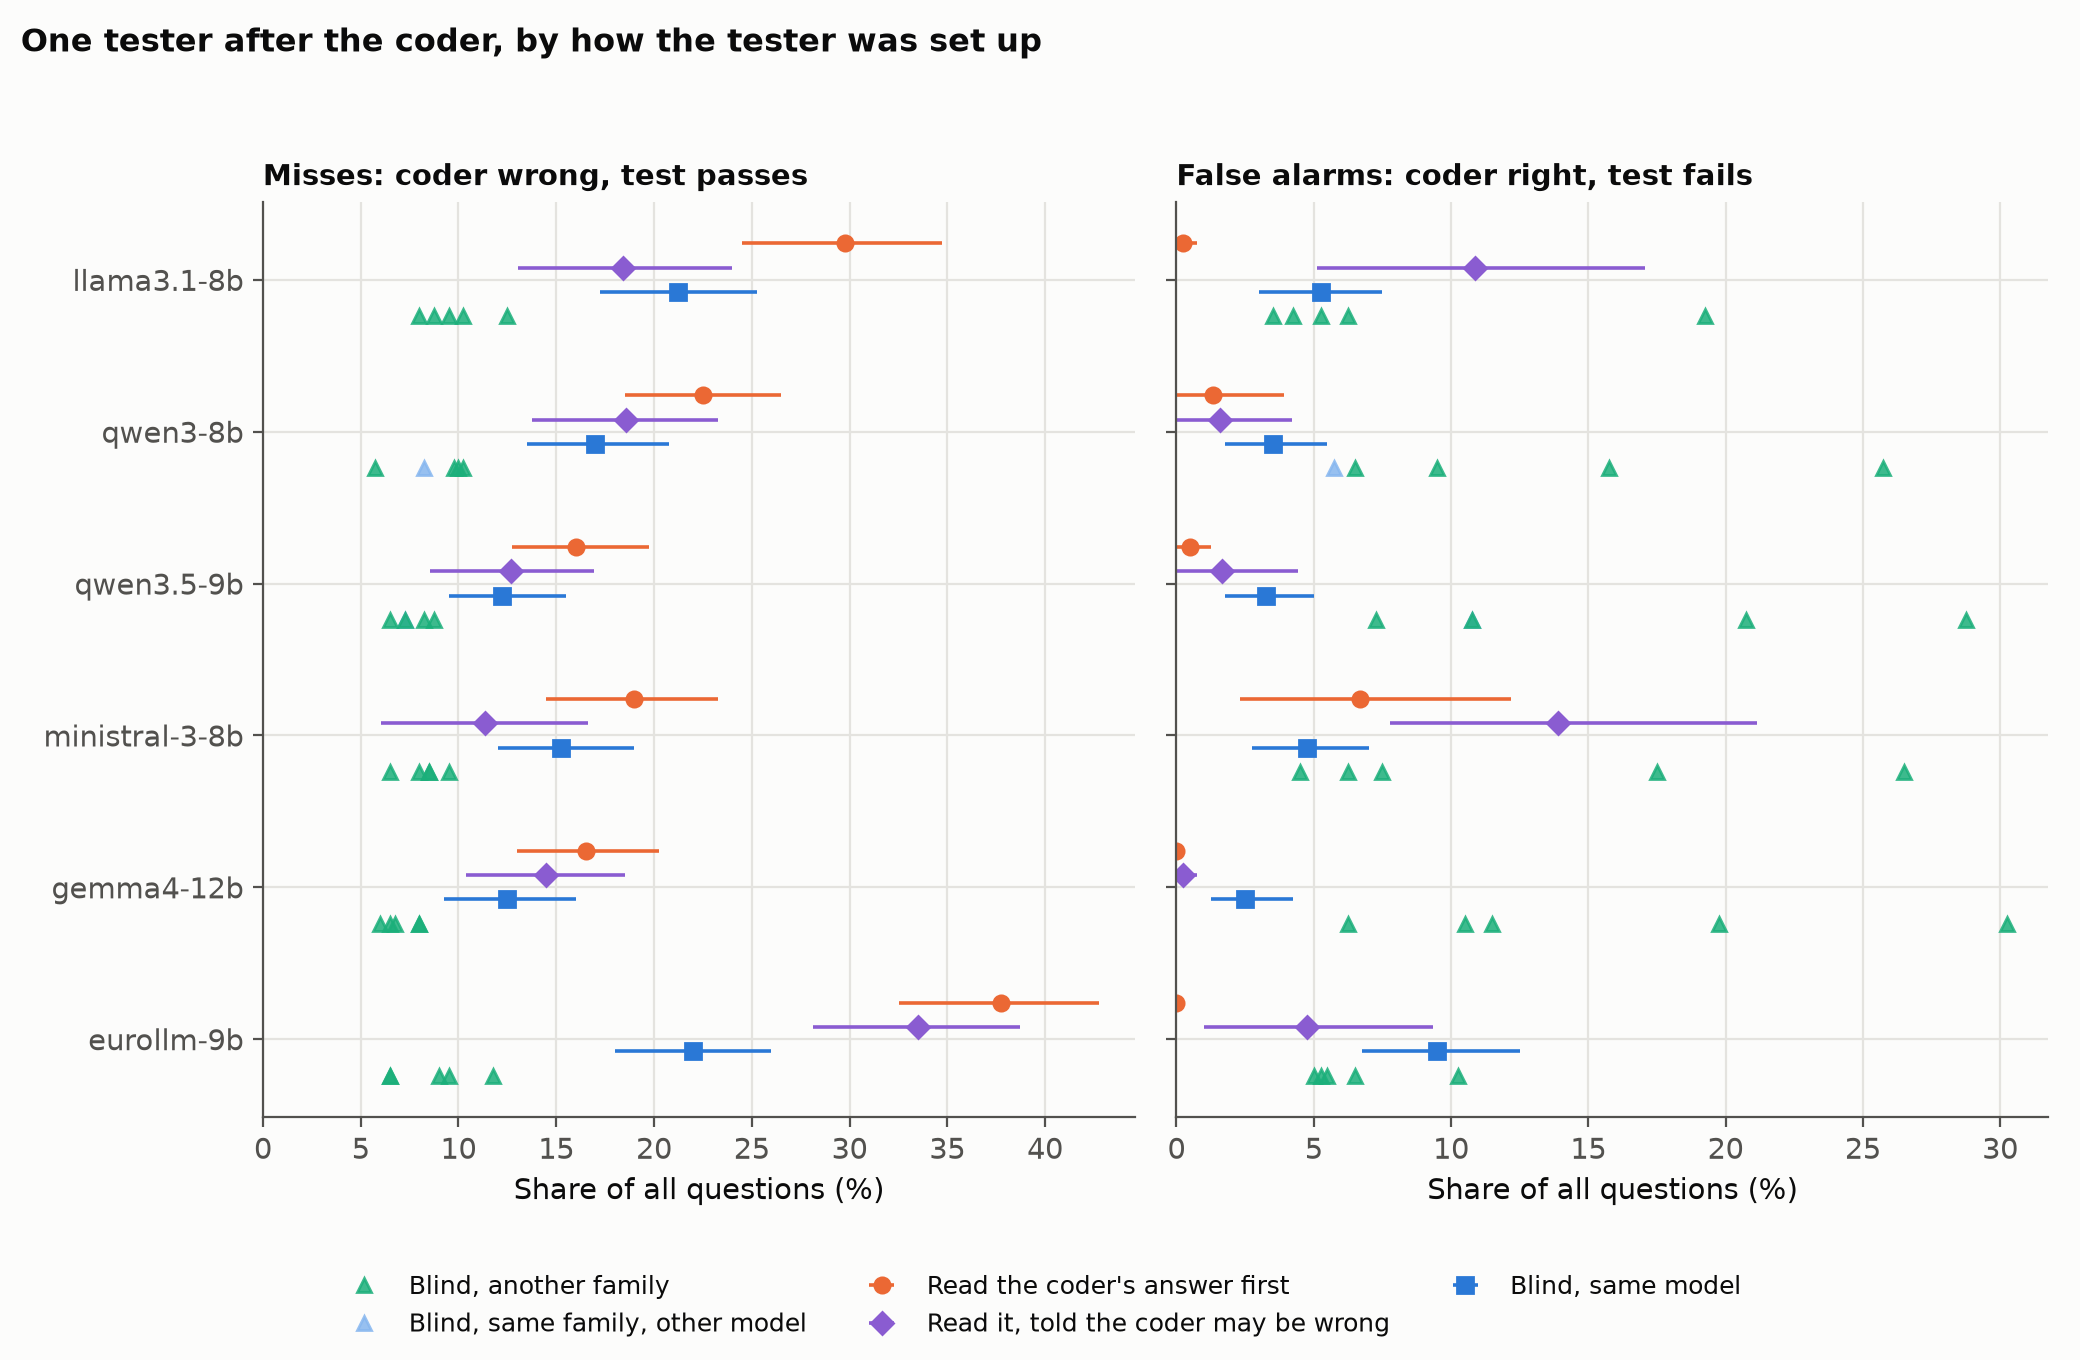 One tester after the coder, by how the tester was set up
Misses: coder wrong, test passes
False alarms: coder right, test fails
llama3.1-8b
qwen3-8b
qwen3.5-9b
ministral-3-8b
gemma4-12b
eurollm-9b
0 5 10 15 20 25 30 35 40
0 5 10 15 20 25 30
Share of all questions (%)
Share of all questions (%)
Blind, another family
Read the coder's answer first
Blind, same model
Blind, same family, other model
Read it, told the coder may be wrong